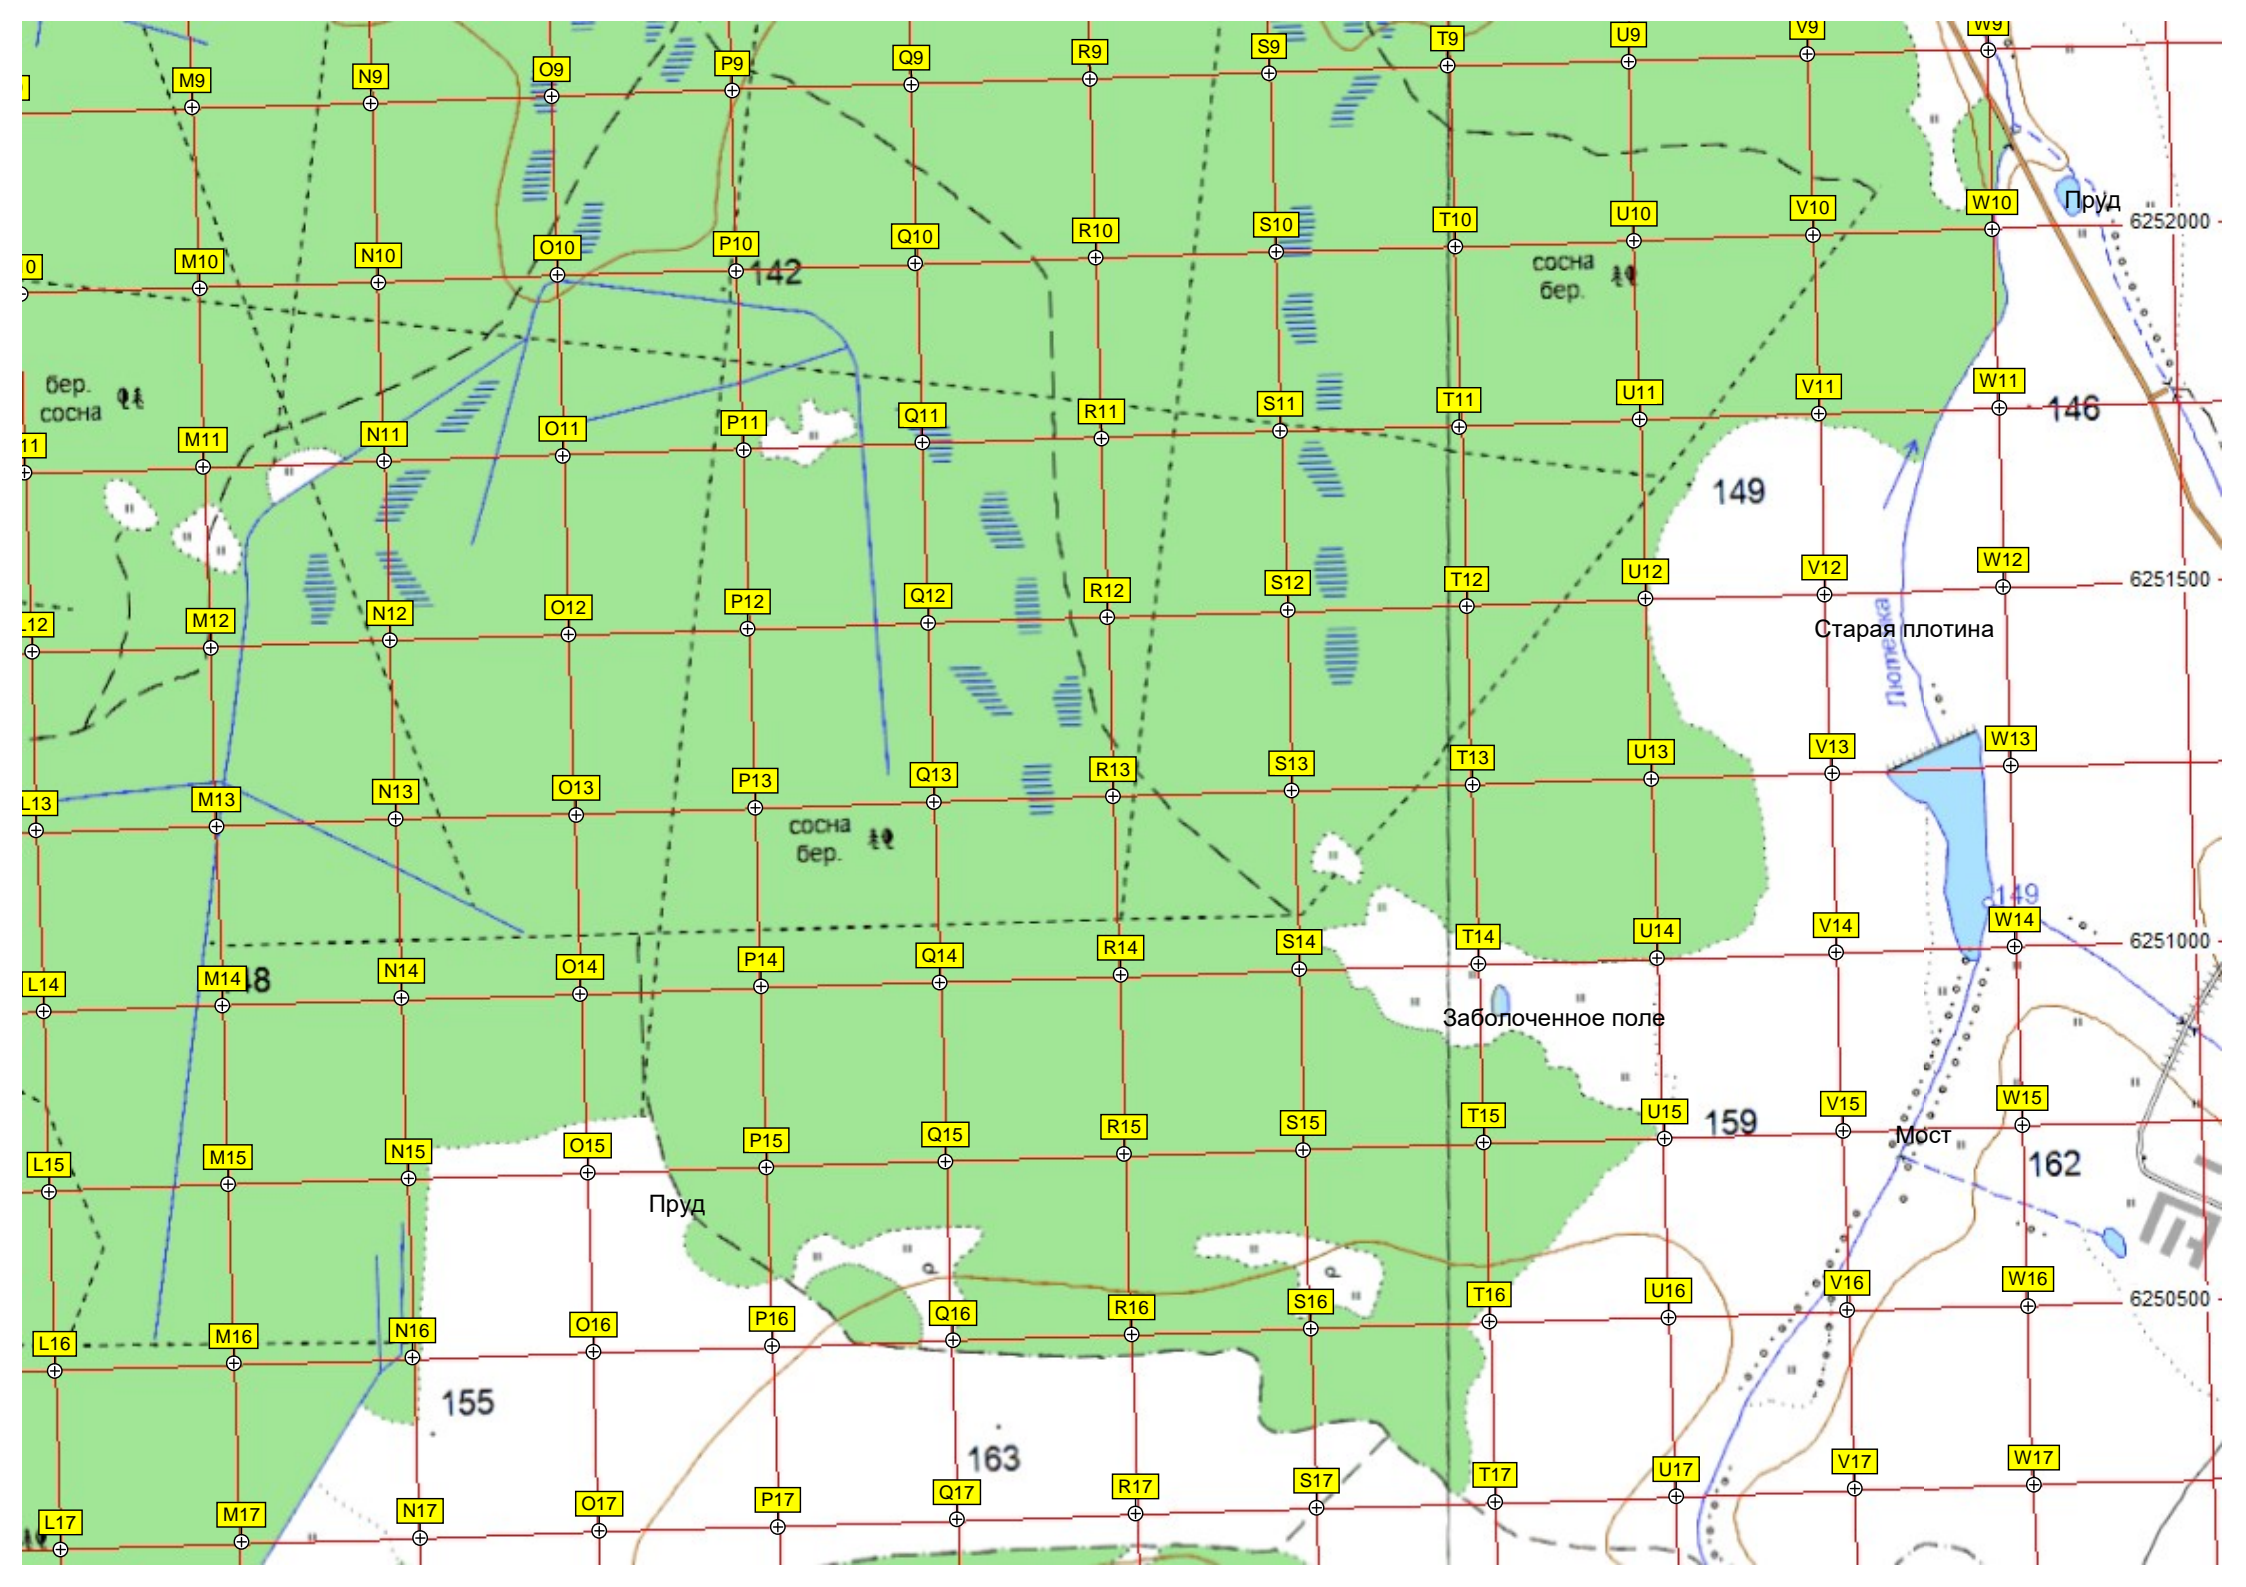 M9 N9 O9 P9 Q9 R9 S9 T9 U9 V9 W9
Пруд
M10 N10 O10 P10 Q10 R10 S10 T10 U10 V10 W10
6252000
142
сосна
бер.
бер.
сосна
11 M11 N11 O11 P11 Q11 R11 S11 T11 U11 V11 W11
146
149
L12 M12 N12 O12 P12 Q12 R12 S12 T12 U12 V12 W12
6251500
Старая плотина
L13 M13 N13 O13 P13 Q13 R13 S13 T13 U13 V13 W13
сосна
бер.
149
L14 M14 N14 O14 P14 Q14 R14 S14 T14 U14 V14 W14
6251000
48
Заболоченное поле
L15 M15 N15 O15 P15 Q15 R15 S15 T15 U15 V15 W15
159
Мост
162
Пруд
р
р
L16 M16 N16 O16 P16 Q16 R16 S16 T16 U16 V16 W16
6250500
155
163
L17 M17 N17 O17 P17 Q17 R17 S17 T17 U17 V17 W17